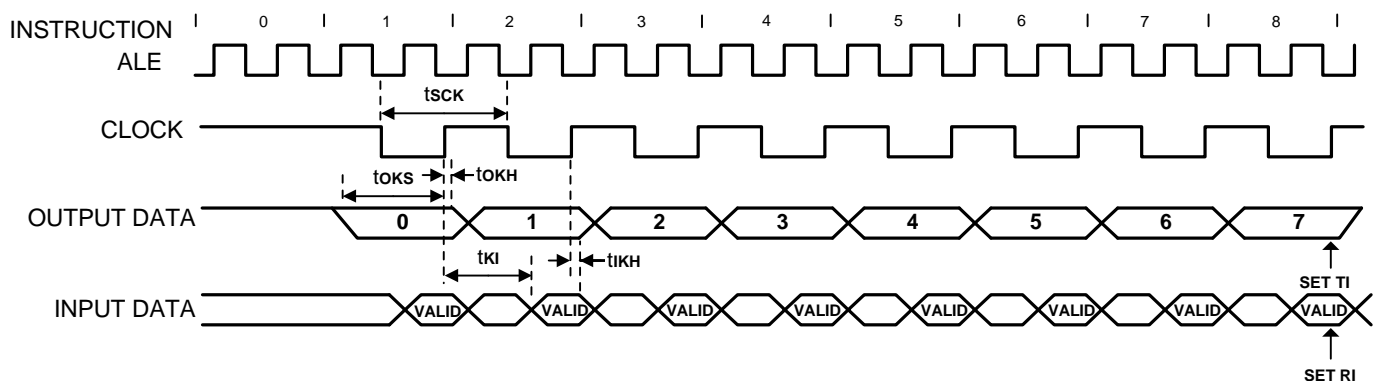 0 1 2 3 4 5 6 7 8
INSTRUCTION
ALE
tSCK
CLOCK
tOKS
tOKH
OUTPUT DATA
0 1 2 3 4 5 6 7
tKI
tIKH
SET TI
INPUT DATA
VALID VALID VALID VALID VALID VALID VALID VALID
SET RI